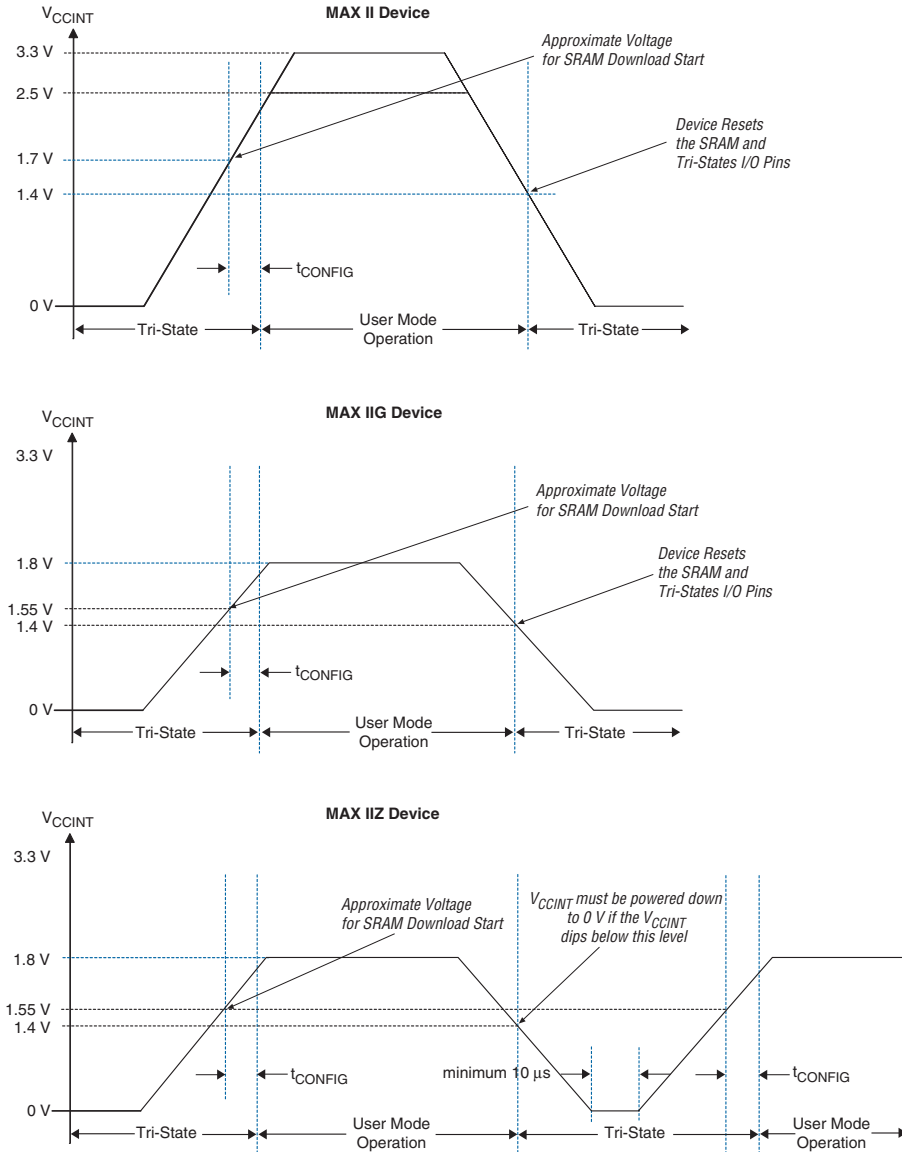 MAX II Device
VCCINT
3.3 V
Approximate Voltage
for SRAM Download Start
2.5 V
Device Resets
the SRAM and
Tri-States I/O Pins
1.7 V
1.4 V
tCONFIG
0 V
Tri-State
User Mode
Operation
Tri-State
MAX IIG Device
VCCINT
3.3 V
Approximate Voltage
for SRAM Download Start
1.8 V
Device Resets
the SRAM and
Tri-States I/O Pins
1.55 V
1.4 V
tCONFIG
0 V
Tri-State
User Mode
Operation
Tri-State
MAX IIZ Device
VCCINT
3.3 V
Approximate Voltage
for SRAM Download Start
VCCINT must be powered down
to 0 V if the VCCINT
dips below this level
1.8 V
1.55 V
1.4 V
tCONFIG
minimum 10 µs
tCONFIG
0 V
Tri-State
User Mode
Operation
Tri-State
User Mode
Operation